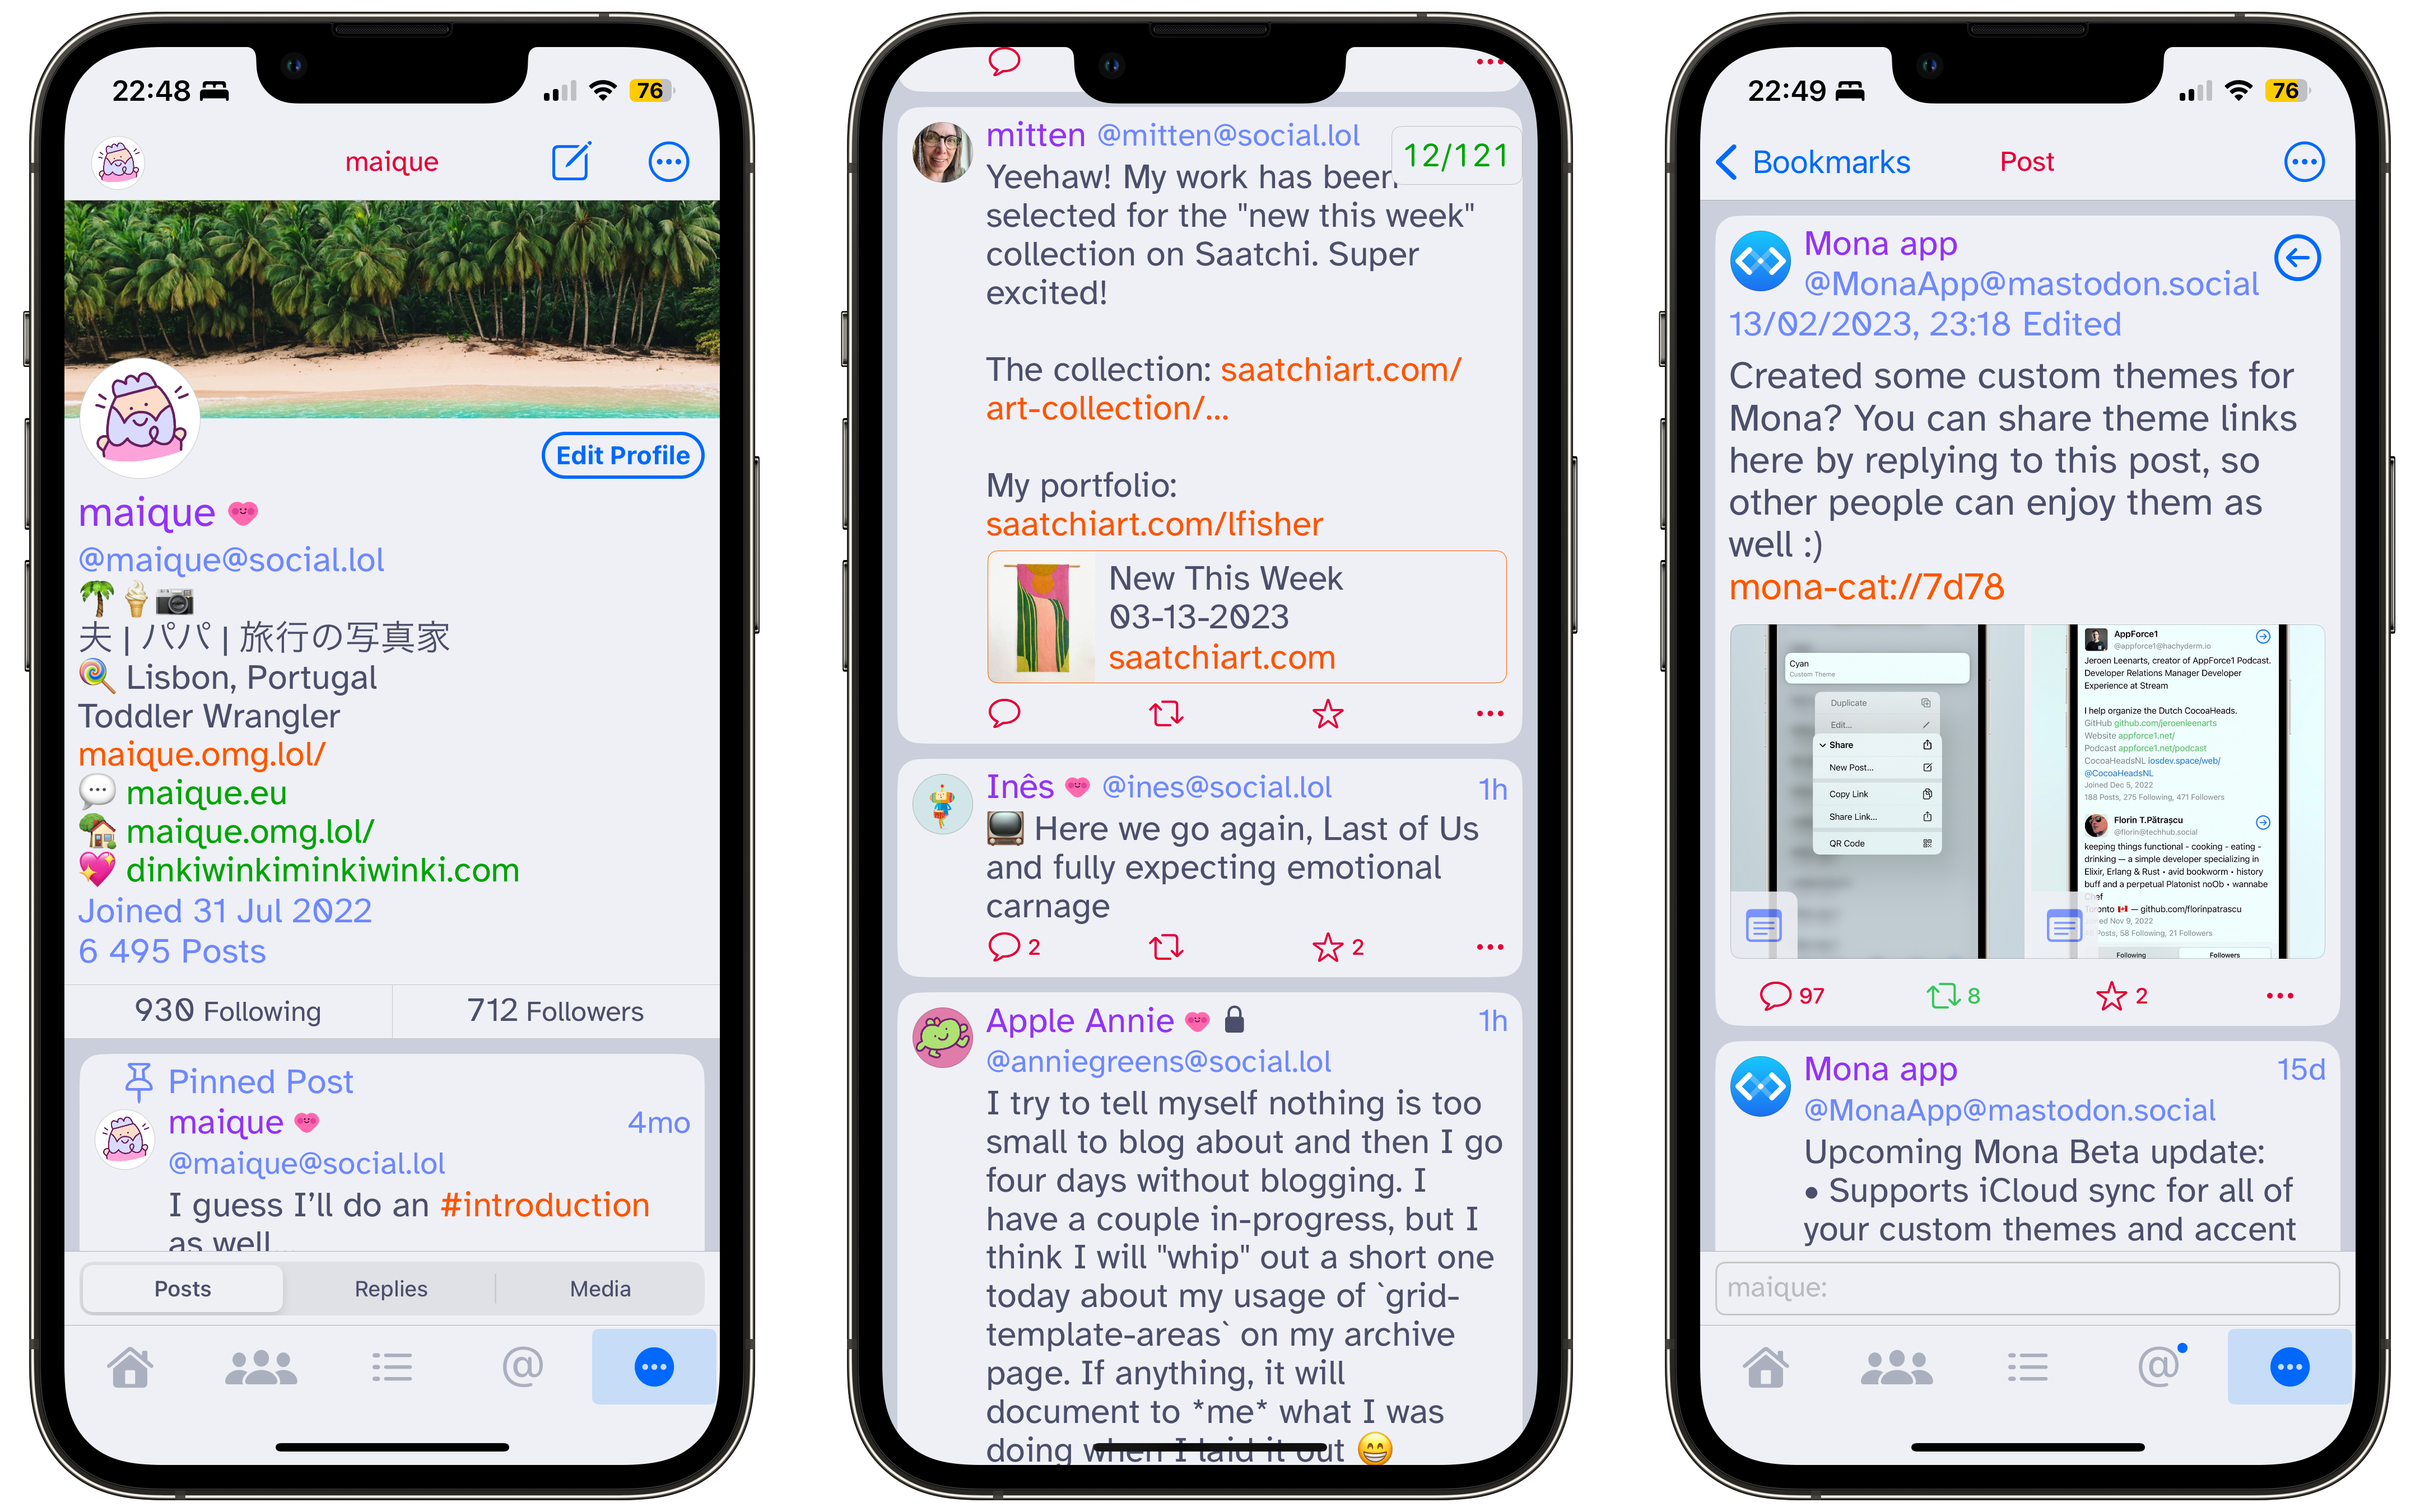 22:48
76
maique
Edit Profile
maique
@maique@social.lol
夫 | パパ | 旅行の写真家
Lisbon, Portugal
Toddler Wrangler
maique.omg.lol/
maique.eu
maique.omg.lol/
dinkiwinkiminkiwinki.com
Joined 31 Jul 2022
6 495 Posts
930 Following
712 Followers
Pinned Post
maique
4mo
@maique@social.lol
I guess I’ll do an #introduction
as well…
Posts
Replies
Media
mitten @mitten@social.lol
12/121
Yeehaw! My work has been
selected for the "new this week"
collection on Saatchi. Super
excited!
The collection: saatchiart.com/
art-collection/…
My portfolio:
saatchiart.com/lfisher
New This Week
03-13-2023
saatchiart.com
Inês @ines@social.lol 1h
Here we go again, Last of Us
and fully expecting emotional
carnage
2
2
Apple Annie
1h
@anniegreens@social.lol
I try to tell myself nothing is too
small to blog about and then I go
four days without blogging. I
have a couple in-progress, but I
think I will "whip" out a short one
today about my usage of `grid-
template-areas` on my archive
page. If anything, it will
document to *me* what I was
doing when I laid it out
22:49
76
Bookmarks
Post
Mona app
@MonaApp@mastodon.social
13/02/2023, 23:18 Edited
Created some custom themes for
Mona? You can share theme links
here by replying to this post, so
other people can enjoy them as
well :)
mona-cat://7d78
Cyan
Custom Theme
Duplicate
Edit...
Share
New Post...
Copy Link
Share Link...
QR Code
AppForce1
@appforce1@hachyderm.io
Jeroen Leenarts, creator of AppForce1 Podcast.
Developer Relations Manager Developer
Experience at Stream
I help organize the Dutch CocoaHeads.
GitHub github.com/jeroenleenarts
Website appforce1.net/
Podcast appforce1.net/podcast
CocoaHeadsNL iosdev.space/web/
@CocoaHeadsNL
Joined Dec 5, 2022
188 Posts, 275 Following, 471 Followers
Florin T.Pătrașcu
@florin@techhub.social
keeping things functional - cooking - eating -
drinking — a simple developer specializing in
Elixir, Erlang & Rust • avid bookworm • history
buff and a perpetual Platonist noOb • wannabe
Chef
Toronto — github.com/florinpatrascu
Nov 9, 2022
Posts, 58 Following, 21 Followers
Following
Followers
97
8
2
Mona app
15d
@MonaApp@mastodon.social
Upcoming Mona Beta update:
• Supports iCloud sync for all of
your custom themes and accent
maique: